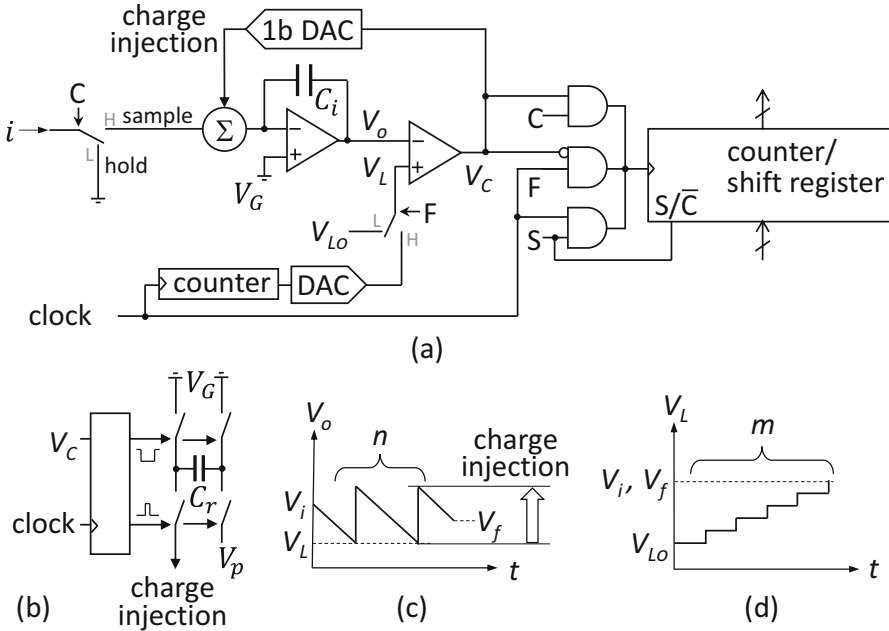 charge
injection
1b DAC
C
H
sample
i
L
hold
Σ
C_i
−
+
V_G
V_o
V_L
−
+
V_C
L
F
H
V_Lo
C
F
S
counter/
shift register
S/C̅
counter
DAC
clock
(a)
V_G
V_C
C_r
clock
V_p
charge
injection
(b)
V_o
n
charge
injection
V_i
V_f
V_L
t
(c)
V_L
m
V_i , V_f
V_Lo
t
(d)